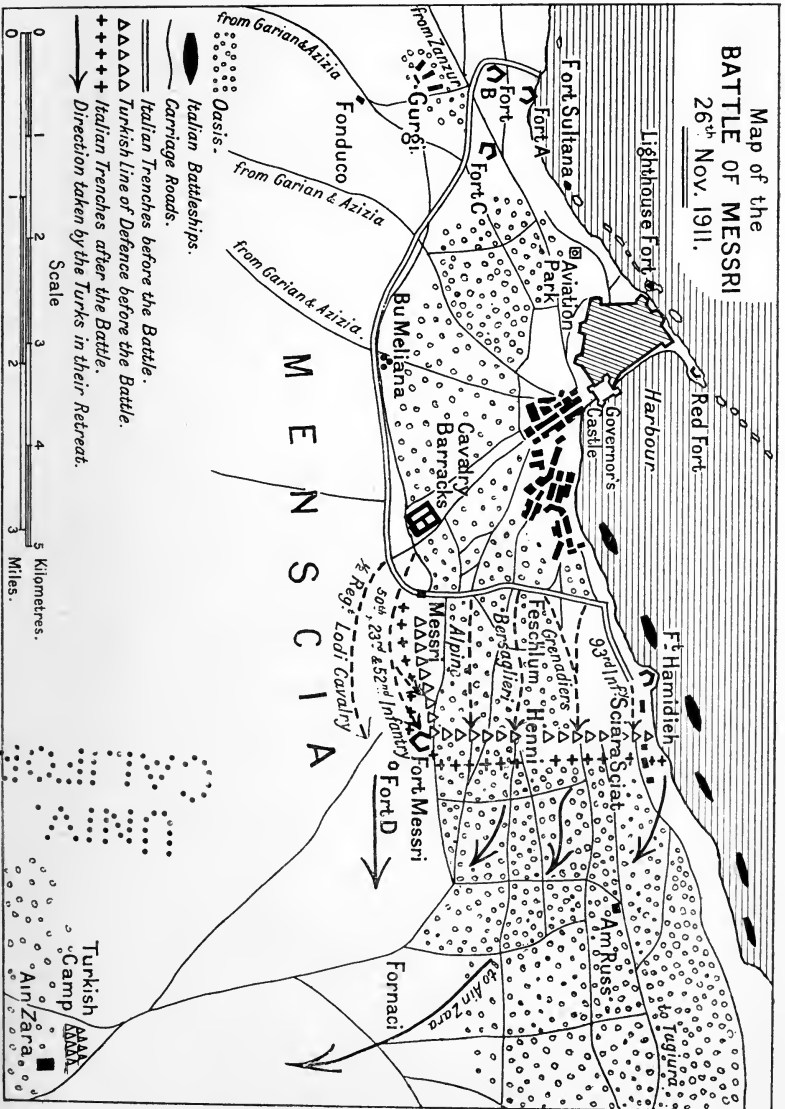 Map of the
BATTLE OF MESSRI
26th Nov. 1911.
Lighthouse Fort
Red Fort
Harbour
Fort Sultana
Fort A
Fort
B
Fort C
from Zanzur
Gurgi
Aviation
Park
Governor's
Castle
Cavalry
Barracks
Bu Meliana
Fonduco
from Garian & Azizia
from Garian & Azizia
from Garian & Azizia.
Ft Hamidieh
93rd Infy
Sciara Sciat
Grenadiers
Feschlum
Henni
Bersaglieri
Alpini
Messri
50th, 23rd & 52nd Infantry
½ Regt Lodi Cavalry
Fort Messri
Fort D
Am Russ
to Tagiura
to Ain Zara
Fornaci
MENSCIA
Turkish
Camp
Ain Zara
Oasis.
Italian Battleships.
Carriage Roads.
Italian Trenches before the Battle.
Turkish line of Defence before the Battle.
Italian Trenches after the Battle.
Direction taken by the Turks in their Retreat.
Scale
0 1 2 3 4 5 Kilometres.
0 1 2 3 Miles.
UNIV.